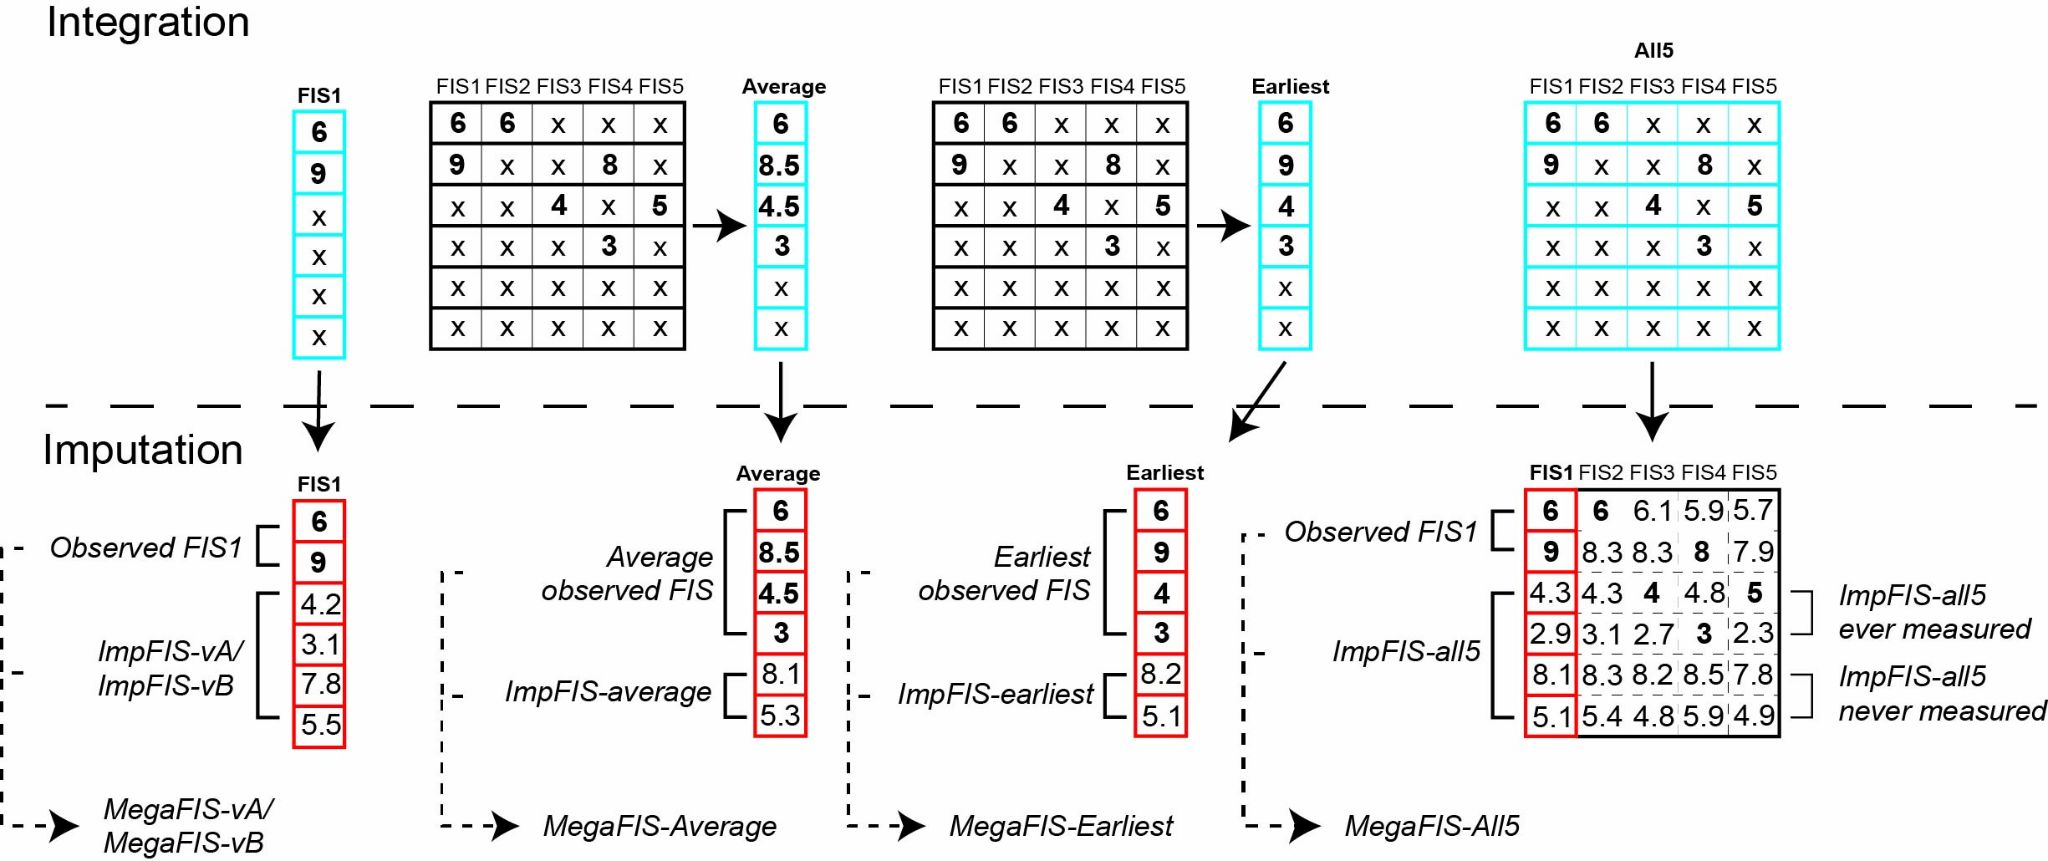 Integration
All5
FIS1
FIS1 FIS2 FIS3 FIS4 FIS5
Average
FIS1 FIS2 FIS3 FIS4 FIS5
Earliest
FIS1 FIS2 FIS3 FIS4 FIS5
6
9
x
x
x
x
6 6 x x x
9 x x 8 x
x x 4 x 5
x x x 3 x
x x x x x
x x x x x
6
8.5
4.5
3
x
x
6 6 x x x
9 x x 8 x
x x 4 x 5
x x x 3 x
x x x x x
x x x x x
6
9
4
3
x
x
6 6 x x x
9 x x 8 x
x x 4 x 5
x x x 3 x
x x x x x
x x x x x
Imputation
FIS1
6
9
4.2
3.1
7.8
5.5
Observed FIS1
ImpFIS-vA/
ImpFIS-vB
MegaFIS-vA/
MegaFIS-vB
Average
6
8.5
4.5
3
8.1
5.3
Average
observed FIS
ImpFIS-average
MegaFIS-Average
Earliest
6
9
4
3
8.2
5.1
Earliest
observed FIS
ImpFIS-earliest
MegaFIS-Earliest
FIS1 FIS2 FIS3 FIS4 FIS5
6 6 6.1 5.9 5.7
9 8.3 8.3 8 7.9
4.3 4.3 4 4.8 5
2.9 3.1 2.7 3 2.3
8.1 8.3 8.2 8.5 7.8
5.1 5.4 4.8 5.9 4.9
Observed FIS1
ImpFIS-all5
ImpFIS-all5
ever measured
ImpFIS-all5
never measured
MegaFIS-All5